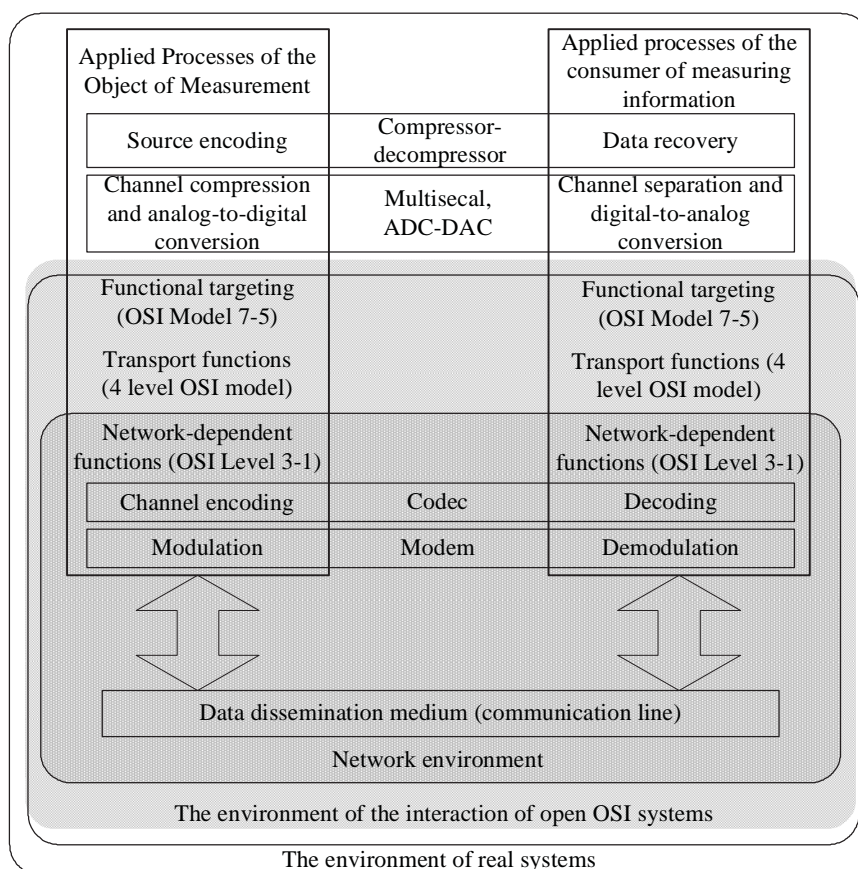 Applied Processes of the
Object of Measurement
Applied processes of the
consumer of measuring
information
Source encoding
Compressor-
decompressor
Data recovery
Channel compression
and analog-to-digital
conversion
Multisecal,
ADC-DAC
Channel separation and
digital-to-analog
conversion
Functional targeting
(OSI Model 7-5)
Functional targeting
(OSI Model 7-5)
Transport functions
(4 level OSI model)
Transport functions (4
level OSI model)
Network-dependent
functions (OSI Level 3-1)
Network-dependent
functions (OSI Level 3-1)
Channel encoding
Codec
Decoding
Modulation
Modem
Demodulation
Data dissemination medium (communication line)
Network environment
The environment of the interaction of open OSI systems
The environment of real systems